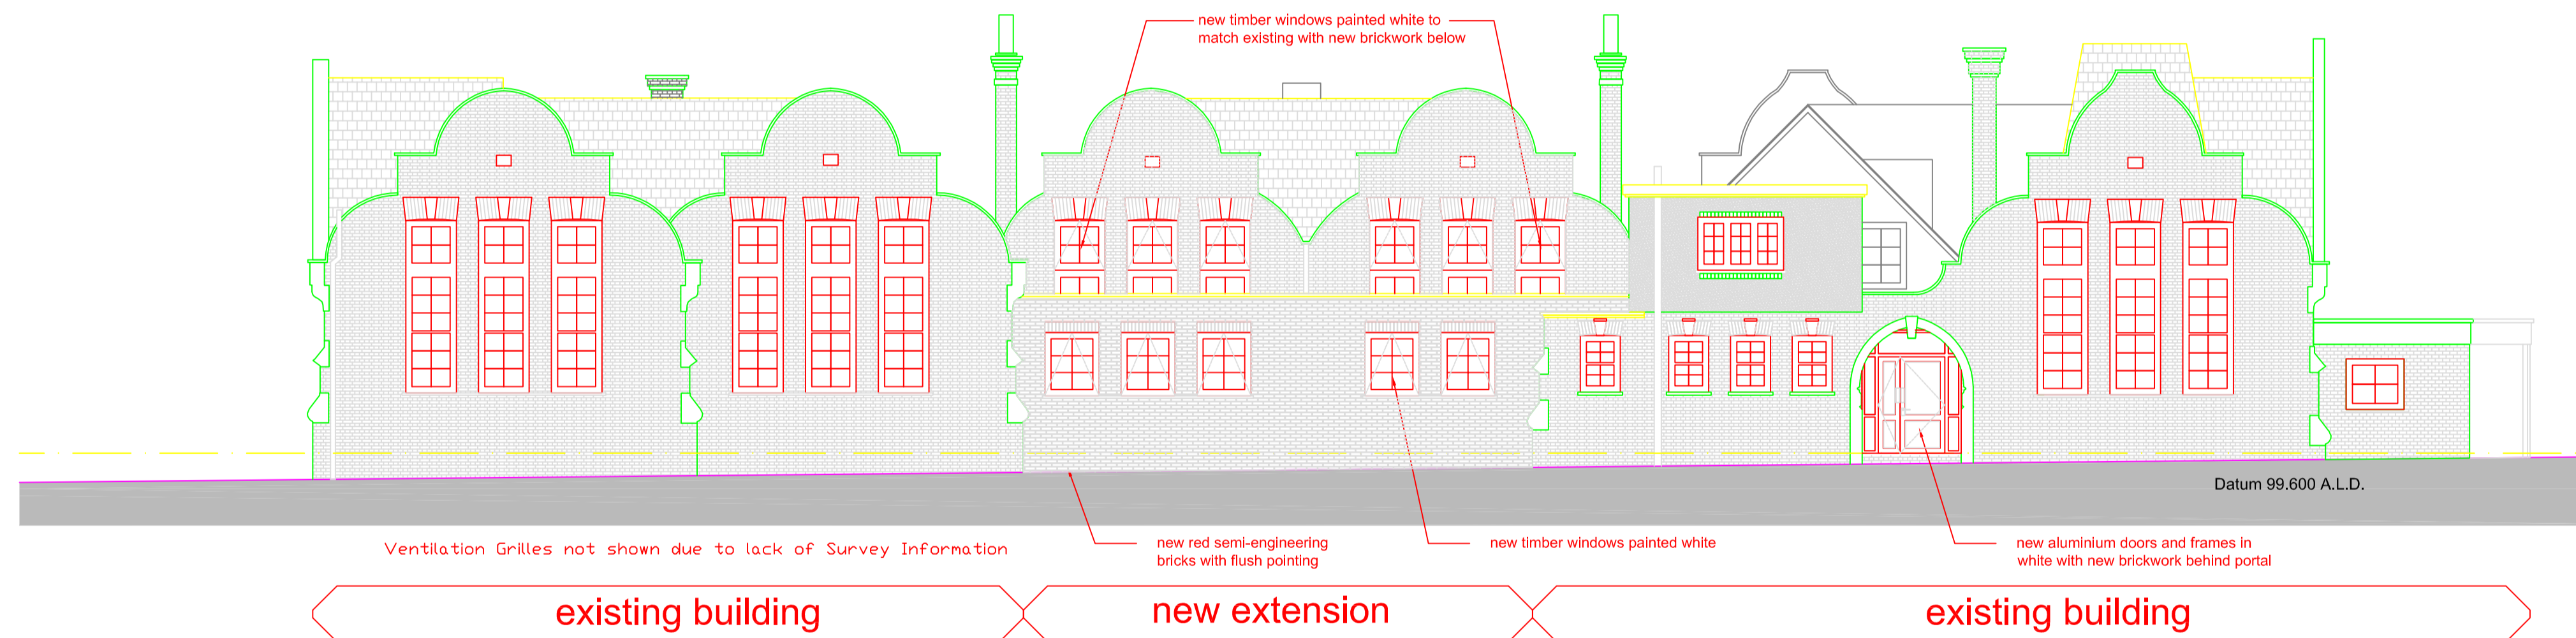 new timber windows painted white to
match existing with new brickwork below
Datum 99.600 A.L.D.
Ventilation Grilles not shown due to lack of Survey Information
new red semi-engineering
bricks with flush pointing
new timber windows painted white
new aluminium doors and frames in
white with new brickwork behind portal
existing building
new extension
existing building